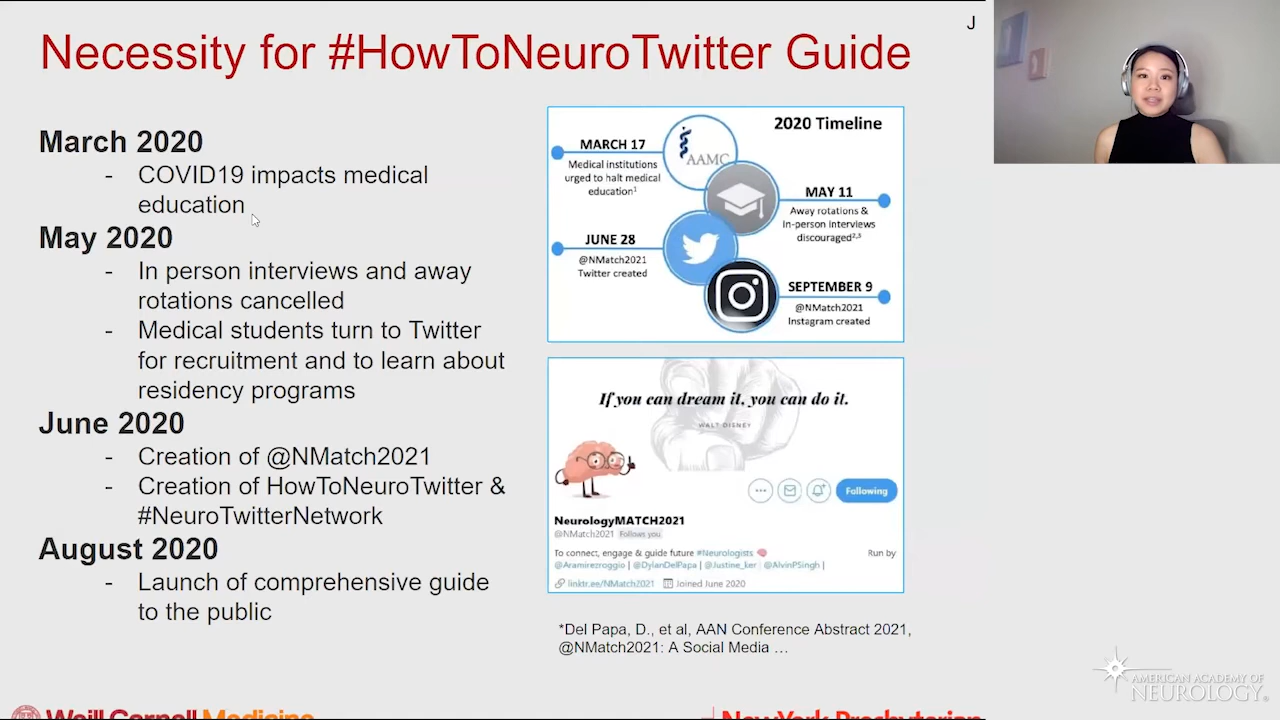 J
Necessity for #HowToNeuroTwitter Guide
March 2020
- COVID19 impacts medical
education
May 2020
- In person interviews and away
rotations cancelled
- Medical students turn to Twitter
for recruitment and to learn about
residency programs
June 2020
- Creation of @NMatch2021
- Creation of HowToNeuroTwitter &
#NeuroTwitterNetwork
August 2020
- Launch of comprehensive guide
to the public
2020 Timeline
MARCH 17
Medical institutions
urged to halt medical
education¹
AAMC
MAY 11
Away rotations &
in-person interviews
discouraged²,³
JUNE 28
@NMatch2021
Twitter created
SEPTEMBER 9
@NMatch2021
Instagram created
If you can dream it, you can do it.
WALT DISNEY
Following
NeurologyMATCH2021
@NMatch2021 Follows you
To connect, engage & guide future #Neurologists 🧠 Run by
@Aramirezroggio | @DylanDelPapa | @Justine_ker | @AlvinPSingh |
linktr.ee/NMatch2021 Joined June 2020
*Del Papa, D., et al, AAN Conference Abstract 2021,
@NMatch2021: A Social Media …
Weill Cornell Medicine
NewYork-Presbyterian
AMERICAN ACADEMY OF
NEUROLOGY®